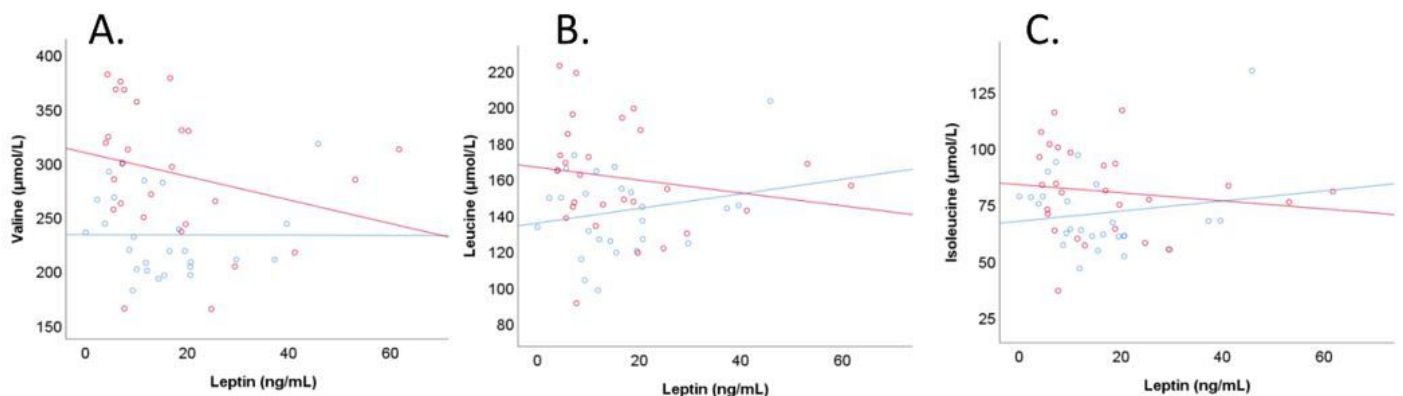 A.
Valine (µmol/L)
400
350
300
250
200
150
0 20 40 60
Leptin (ng/mL)
B.
Leucine (µmol/L)
220
200
180
160
140
120
100
80
0 20 40 60
Leptin (ng/mL)
C.
Isoleucine (µmol/L)
125
100
75
50
25
0 20 40 60
Leptin (ng/mL)